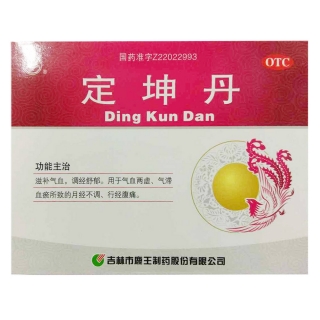 国药准字Z22022993
OTC
定坤丹
Ding Kun Dan
功能主治
滋补气血，调经舒郁。用于气血两虚、气滞
血瘀所致的月经不调、行经腹痛。
吉林市鹿王制药股份有限公司